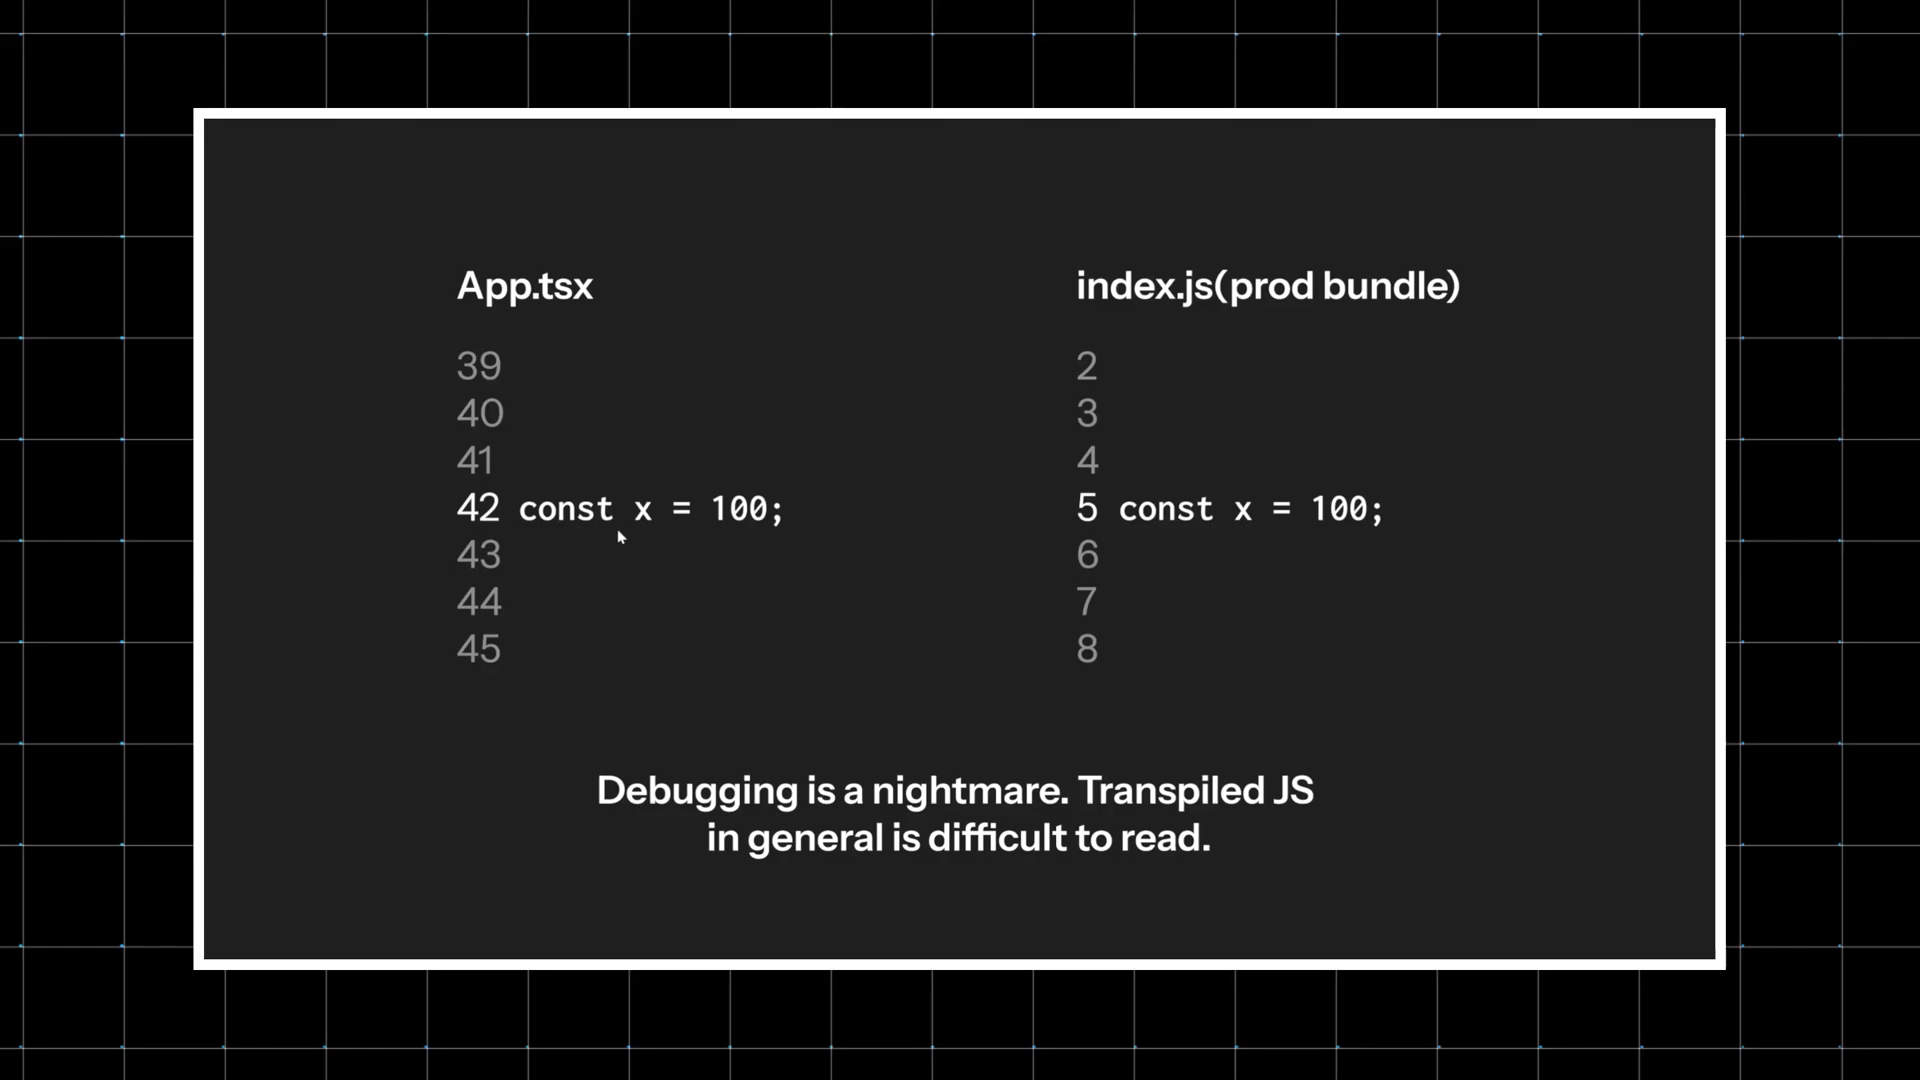 App.tsx
39
40
41
42 const x = 100;
43
44
45
index.js(prod bundle)
2
3
4
5 const x = 100;
6
7
8
Debugging is a nightmare. Transpiled JS
in general is difficult to read.